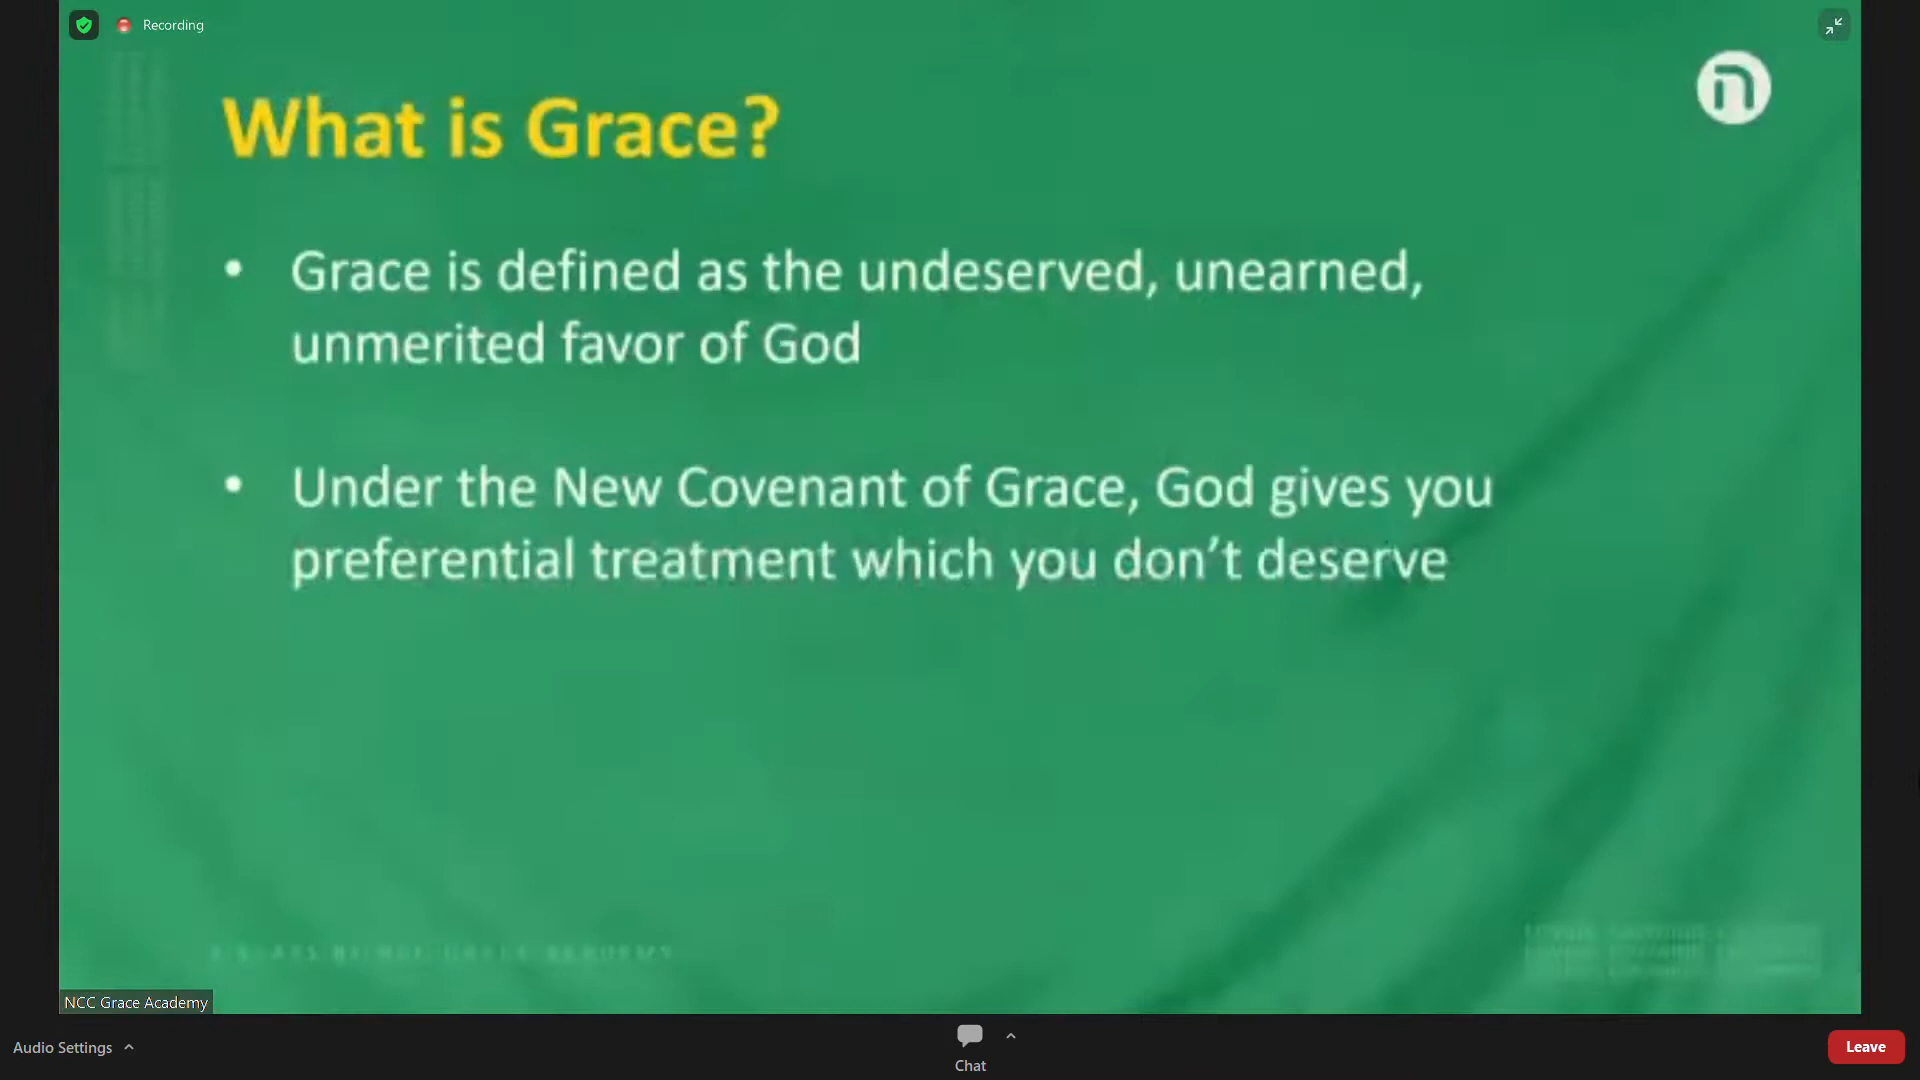 Recording
What is Grace?
• Grace is defined as the undeserved, unearned,
unmerited favor of God
• Under the New Covenant of Grace, God gives you
preferential treatment which you don’t deserve
NCC Grace Academy
Audio Settings
Chat
Leave